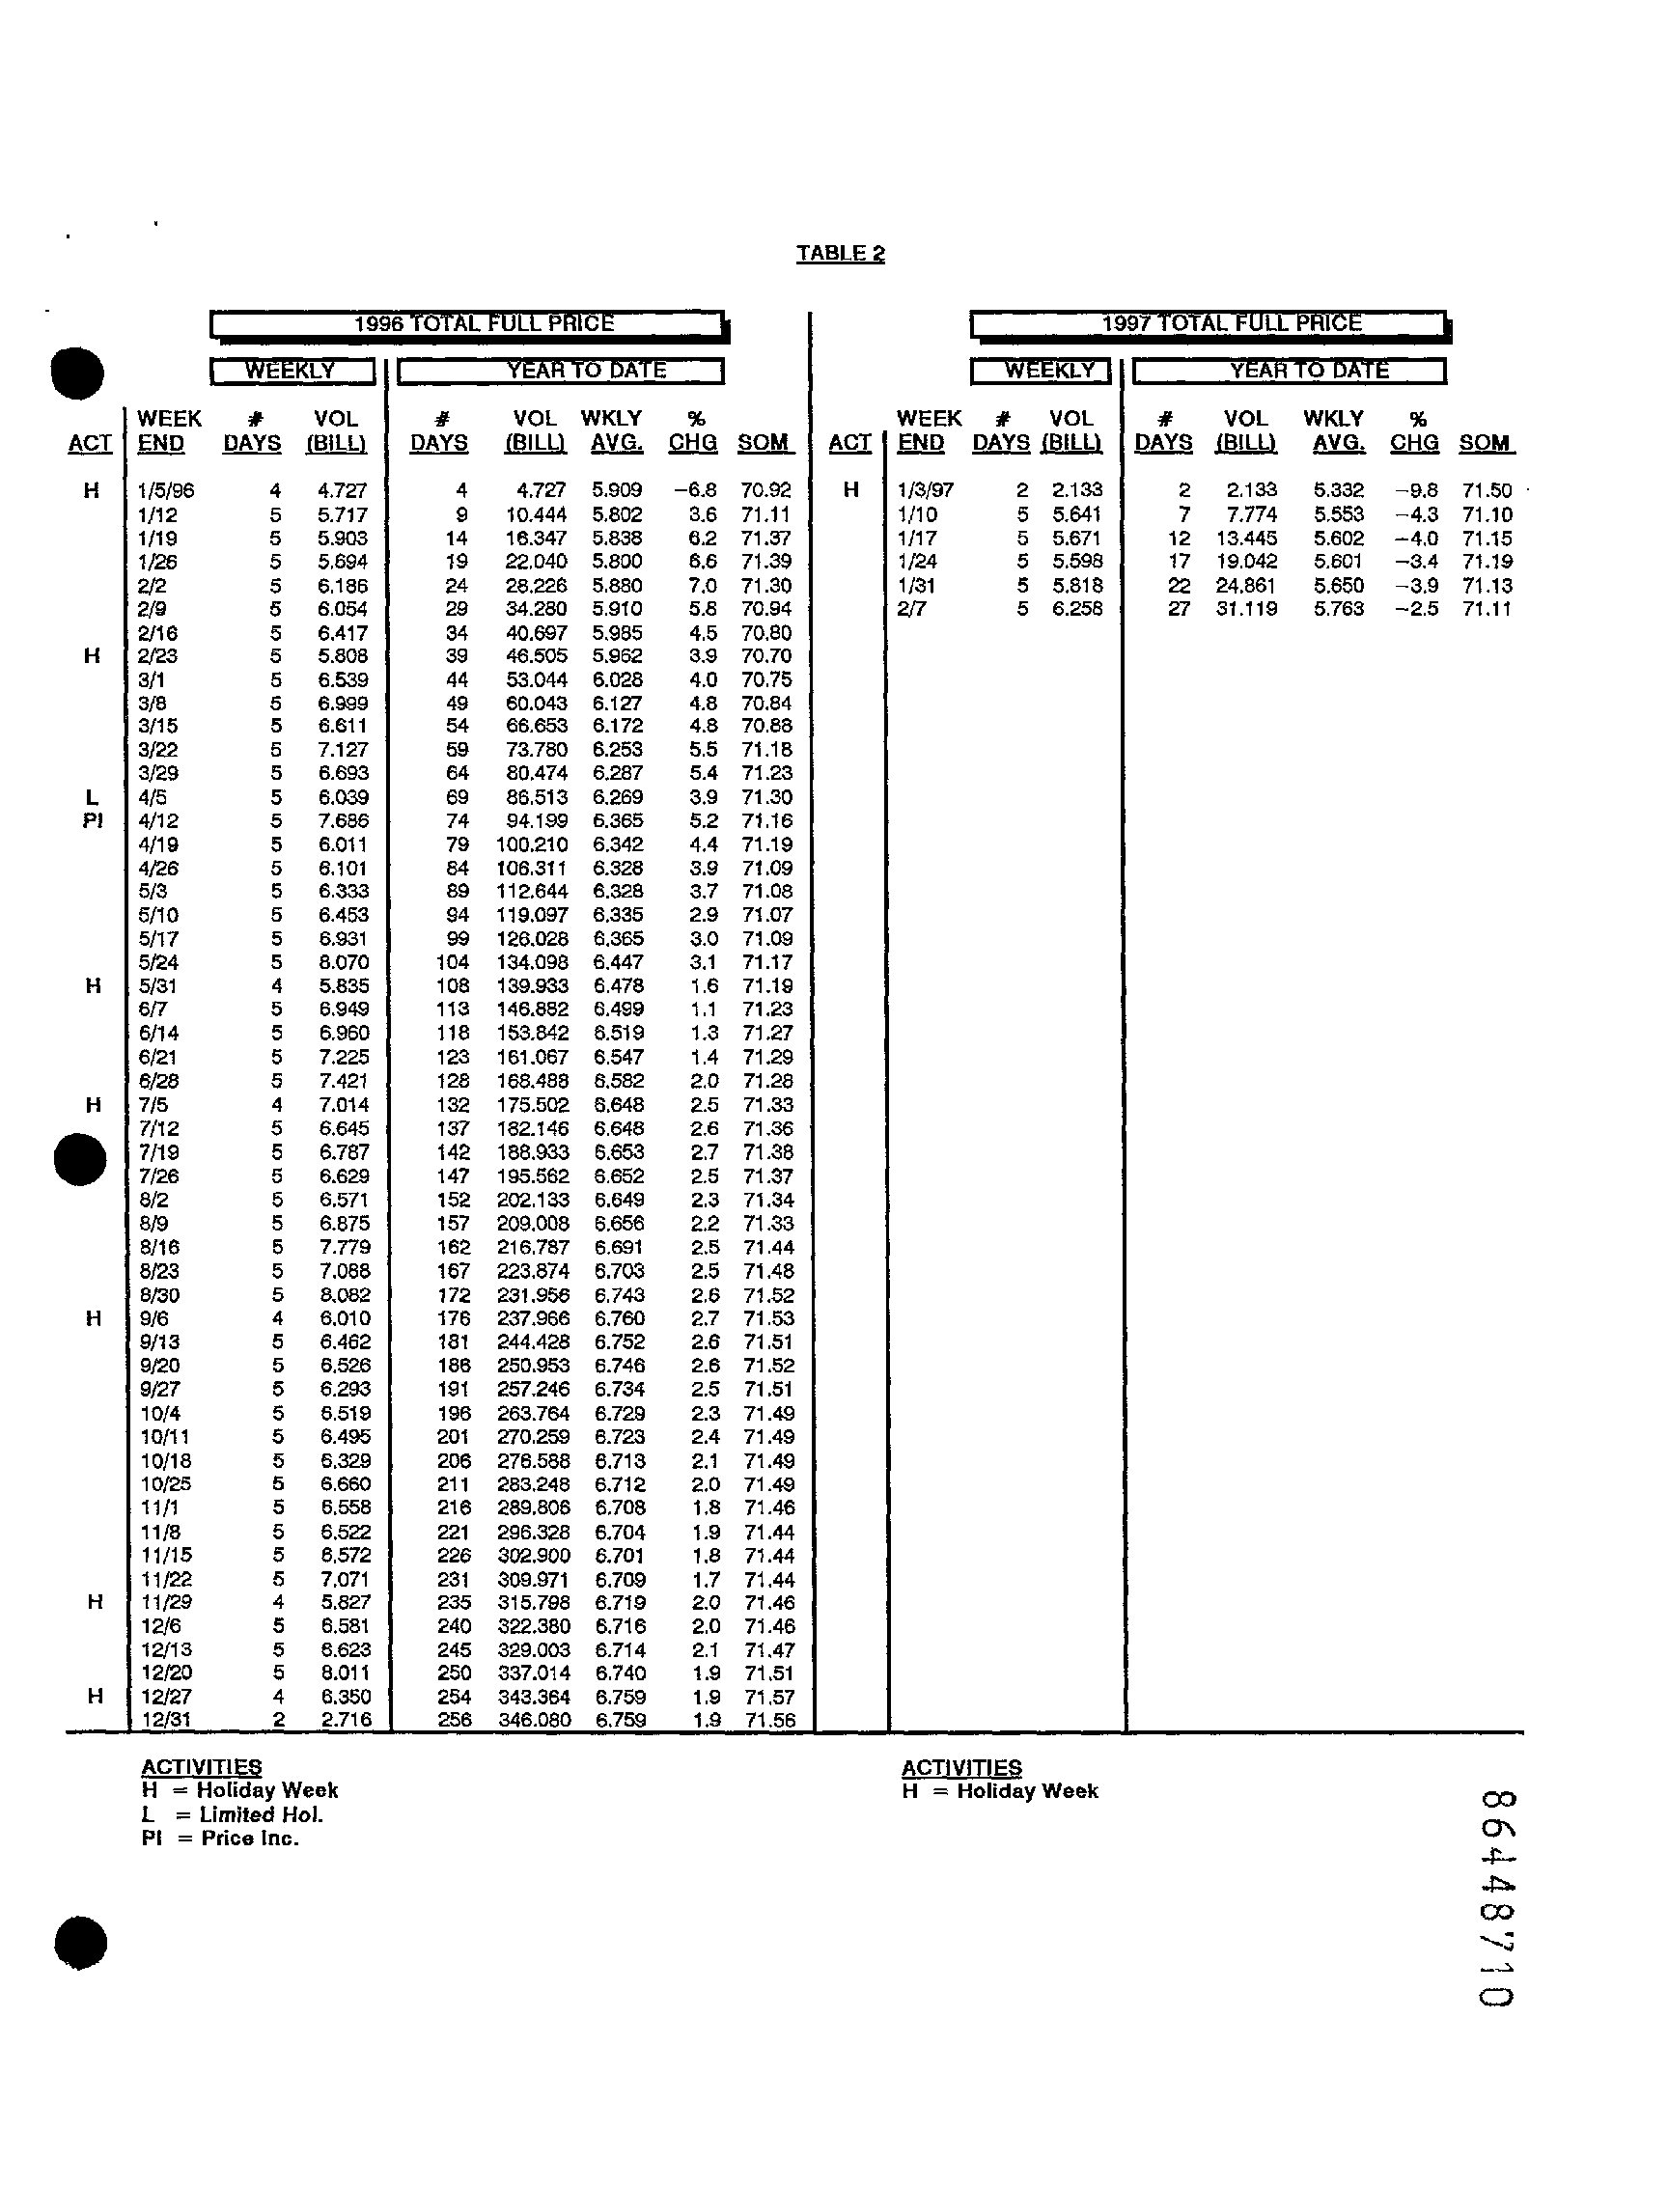 TABLE 2
1996 TOTAL FULL PRICE 1997 TOTAL FULL PRICE
WEEKLY YEAR TO DATE WEEKLY YEAR TO DATE
WEEK # VOL # VOL WKLY % WEEK # VOL # VOL WKLY %
ACT END DAYS (BILL) DAYS (BILL) AVG. CHG SOM ACT END DAYS (BILL) DAYS (BILL) AVG. CHG SOM
H 1/5/96 4 4.727 4 4.727 5.909 −6.8 70.92 H 1/3/97 2 2.133 2 2.133 5.332 −9.8 71.50
1/12 5 5.717 9 10.444 5.802 3.6 71.11 1/10 5 5.641 7 7.774 5.553 −4.3 71.10
1/19 5 5.903 14 16.347 5.838 6.2 71.37 1/17 5 5.671 12 13.445 5.602 −4.0 71.15
1/26 5 5.694 19 22.040 5.800 6.6 71.39 1/24 5 5.598 17 19.042 5.601 −3.4 71.19
2/2 5 6.186 24 28.226 5.880 7.0 71.30 1/31 5 5.818 22 24.861 5.650 −3.9 71.13
2/9 5 6.054 29 34.280 5.910 5.8 70.94 2/7 5 6.258 27 31.119 5.763 −2.5 71.11
2/16 5 6.417 34 40.697 5.985 4.5 70.80
H 2/23 5 5.808 39 46.505 5.962 3.9 70.70
3/1 5 6.539 44 53.044 6.028 4.0 70.75
3/8 5 6.999 49 60.043 6.127 4.8 70.84
3/15 5 6.611 54 66.653 6.172 4.8 70.88
3/22 5 7.127 59 73.780 6.253 5.5 71.18
3/29 5 6.693 64 80.474 6.287 5.4 71.23
L 4/5 5 6.039 69 86.513 6.269 3.9 71.30
PI 4/12 5 7.686 74 94.199 6.365 5.2 71.16
4/19 5 6.011 79 100.210 6.342 4.4 71.19
4/26 5 6.101 84 106.311 6.328 3.9 71.09
5/3 5 6.333 89 112.644 6.328 3.7 71.08
5/10 5 6.453 94 119.097 6.335 2.9 71.07
5/17 5 6.931 99 126.028 6.365 3.0 71.09
5/24 5 8.070 104 134.098 6.447 3.1 71.17
H 5/31 4 5.835 108 139.933 6.478 1.6 71.19
6/7 5 6.949 113 146.882 6.499 1.1 71.23
6/14 5 6.960 118 153.842 6.519 1.3 71.27
6/21 5 7.225 123 161.067 6.547 1.4 71.29
6/28 5 7.421 128 168.488 6.582 2.0 71.28
H 7/5 4 7.014 132 175.502 6.648 2.5 71.33
7/12 5 6.645 137 182.146 6.648 2.6 71.36
7/19 5 6.787 142 188.933 6.653 2.7 71.38
7/26 5 6.629 147 195.562 6.652 2.5 71.37
8/2 5 6.571 152 202.133 6.649 2.3 71.34
8/9 5 6.875 157 209.008 6.656 2.2 71.33
8/16 5 7.779 162 216.787 6.691 2.5 71.44
8/23 5 7.088 167 223.874 6.703 2.5 71.48
8/30 5 8.082 172 231.956 6.743 2.6 71.52
H 9/6 4 6.010 176 237.966 6.760 2.7 71.53
9/13 5 6.462 181 244.428 6.752 2.6 71.51
9/20 5 6.526 186 250.953 6.746 2.6 71.52
9/27 5 6.293 191 257.246 6.734 2.5 71.51
10/4 5 6.519 196 263.764 6.729 2.3 71.49
10/11 5 6.495 201 270.259 6.723 2.4 71.49
10/18 5 6.329 206 276.588 6.713 2.1 71.49
10/25 5 6.660 211 283.248 6.712 2.0 71.49
11/1 5 6.558 216 289.806 6.708 1.8 71.46
11/8 5 6.522 221 296.328 6.704 1.9 71.44
11/15 5 6.572 226 302.900 6.701 1.8 71.44
11/22 5 7.071 231 309.971 6.709 1.7 71.44
H 11/29 4 5.827 235 315.798 6.719 2.0 71.46
12/6 5 6.581 240 322.380 6.716 2.0 71.46
12/13 5 6.623 245 329.003 6.714 2.1 71.47
12/20 5 8.011 250 337.014 6.740 1.9 71.51
H 12/27 4 6.350 254 343.364 6.759 1.9 71.57
12/31 2 2.716 256 346.080 6.759 1.9 71.56
ACTIVITIES ACTIVITIES
H = Holiday Week H = Holiday Week
L = Limited Hol.
PI = Price Inc.
86448710